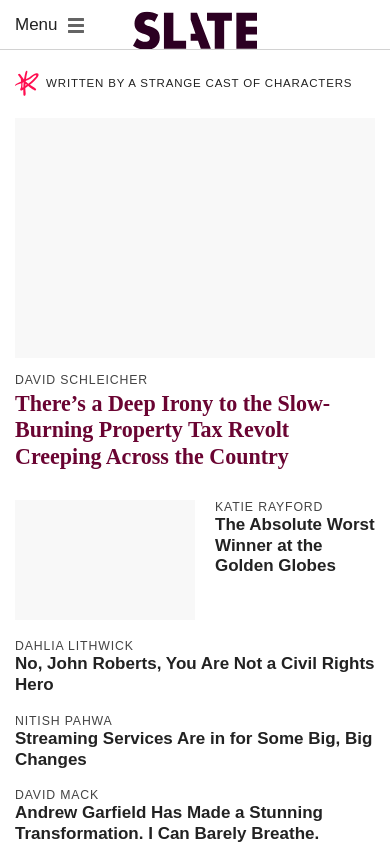 Menu
SLATE
WRITTEN BY A STRANGE CAST OF CHARACTERS
DAVID SCHLEICHER
There’s a Deep Irony to the Slow-
Burning Property Tax Revolt
Creeping Across the Country
KATIE RAYFORD
The Absolute Worst
Winner at the
Golden Globes
DAHLIA LITHWICK
No, John Roberts, You Are Not a Civil Rights
Hero
NITISH PAHWA
Streaming Services Are in for Some Big, Big
Changes
DAVID MACK
Andrew Garfield Has Made a Stunning
Transformation. I Can Barely Breathe.